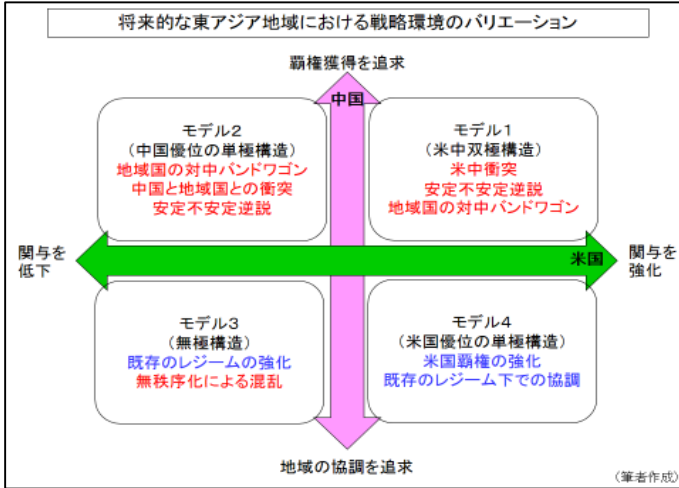 将来的な東アジア地域における戦略環境のバリエーション
覇権獲得を追求
中国
モデル2
(中国優位の単極構造)
地域国の対中バンドワゴン
中国と地域国との衝突
安定不安定逆説
モデル1
(米中双極構造)
米中衝突
安定不安定逆説
地域国の対中バンドワゴン
関与を
低下
米国
関与を
強化
モデル3
(無極構造)
既存のレジームの強化
無秩序化による混乱
モデル4
(米国優位の単極構造)
米国覇権の強化
既存のレジーム下での協調
地域の協調を追求
(筆者作成)